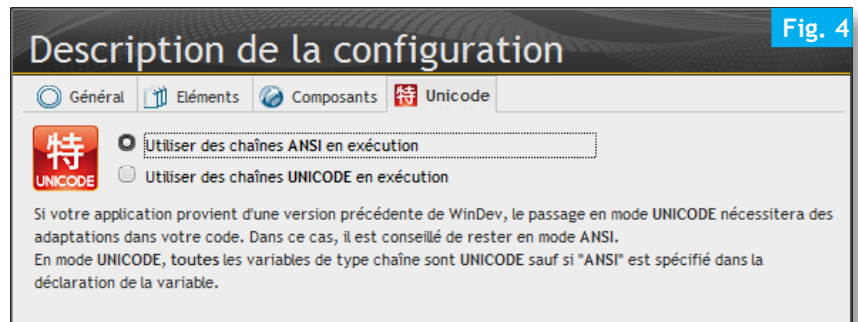 Fig. 4
Description de la configuration
Général Eléments Composants 特 Unicode
特
UNICODE
Utiliser des chaînes ANSI en exécution
Utiliser des chaînes UNICODE en exécution
Si votre application provient d'une version précédente de WinDev, le passage en mode UNICODE nécessitera des
adaptations dans votre code. Dans ce cas, il est conseillé de rester en mode ANSI.
En mode UNICODE, toutes les variables de type chaîne sont UNICODE sauf si "ANSI" est spécifié dans la
déclaration de la variable.